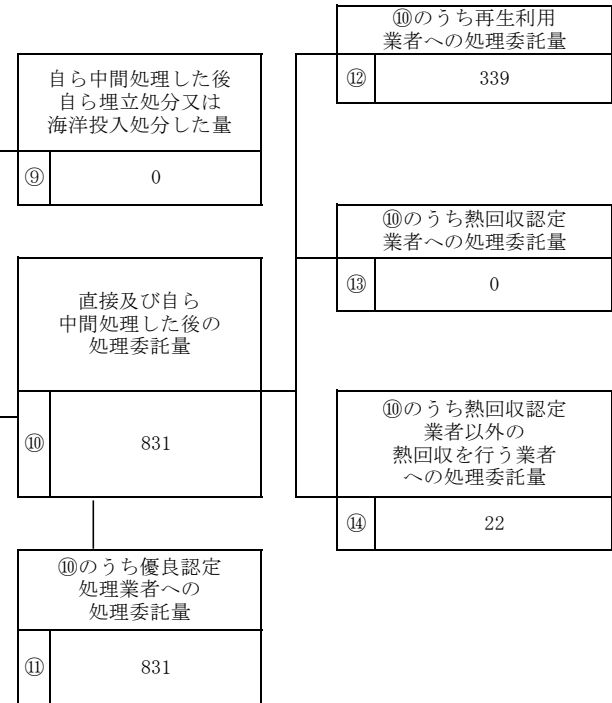 自ら中間処理した後
自ら埋立処分又は
海洋投入処分した量
⑨ 0
直接及び自ら
中間処理した後の
処理委託量
⑩ 831
⑩のうち優良認定
処理業者への
処理委託量
⑪ 831
⑩のうち再生利用
業者への処理委託量
⑫ 339
⑩のうち熱回収認定
業者への処理委託量
⑬ 0
⑩のうち熱回収認定
業者以外の
熱回収を行う業者
への処理委託量
⑭ 22